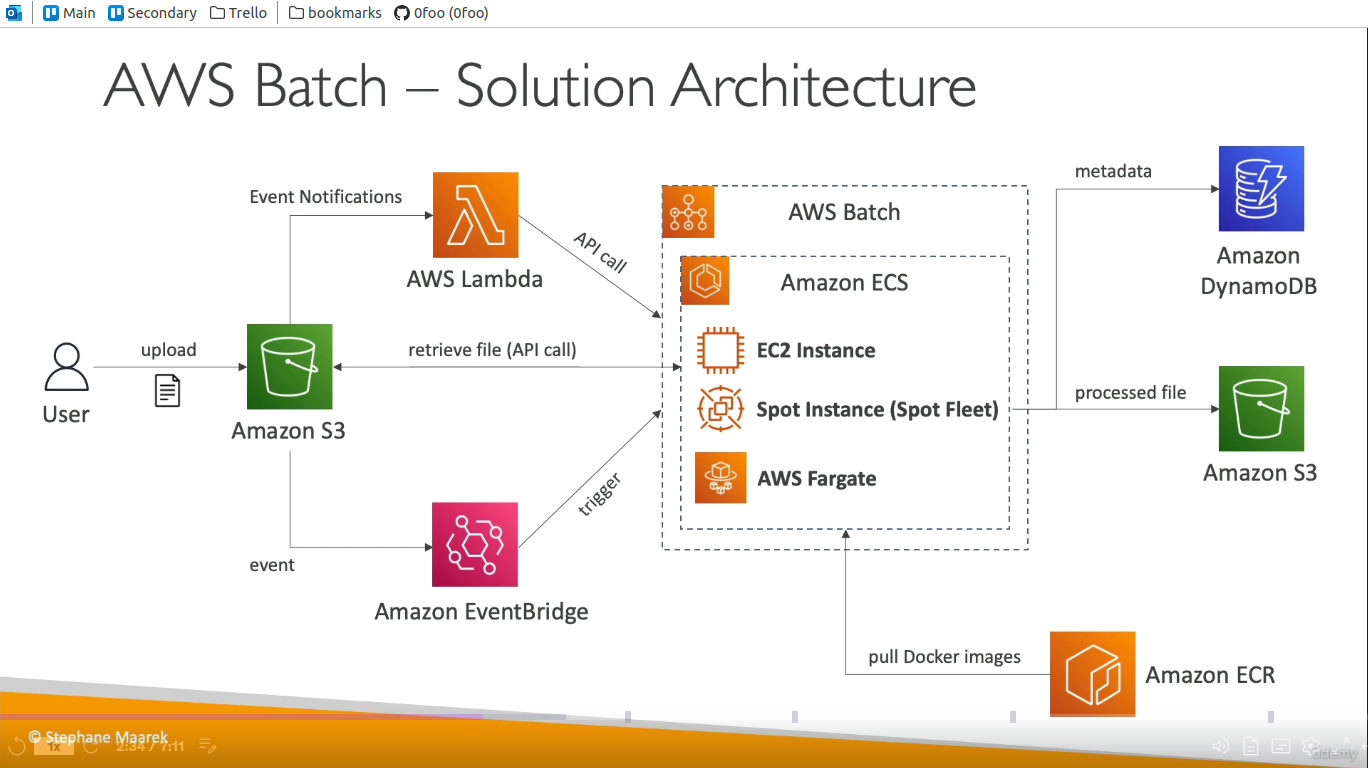 Main
Secondary
Trello
bookmarks
0foo (0foo)
AWS Batch – Solution Architecture
Event Notifications
AWS Lambda
API call
AWS Batch
Amazon ECS
EC2 Instance
Spot Instance (Spot Fleet)
AWS Fargate
metadata
Amazon
DynamoDB
upload
User
Amazon S3
retrieve file (API call)
processed file
Amazon S3
trigger
event
Amazon EventBridge
pull Docker images
Amazon ECR
© Stephane Maarek
1x
2:34 / 7:11
ûdemy